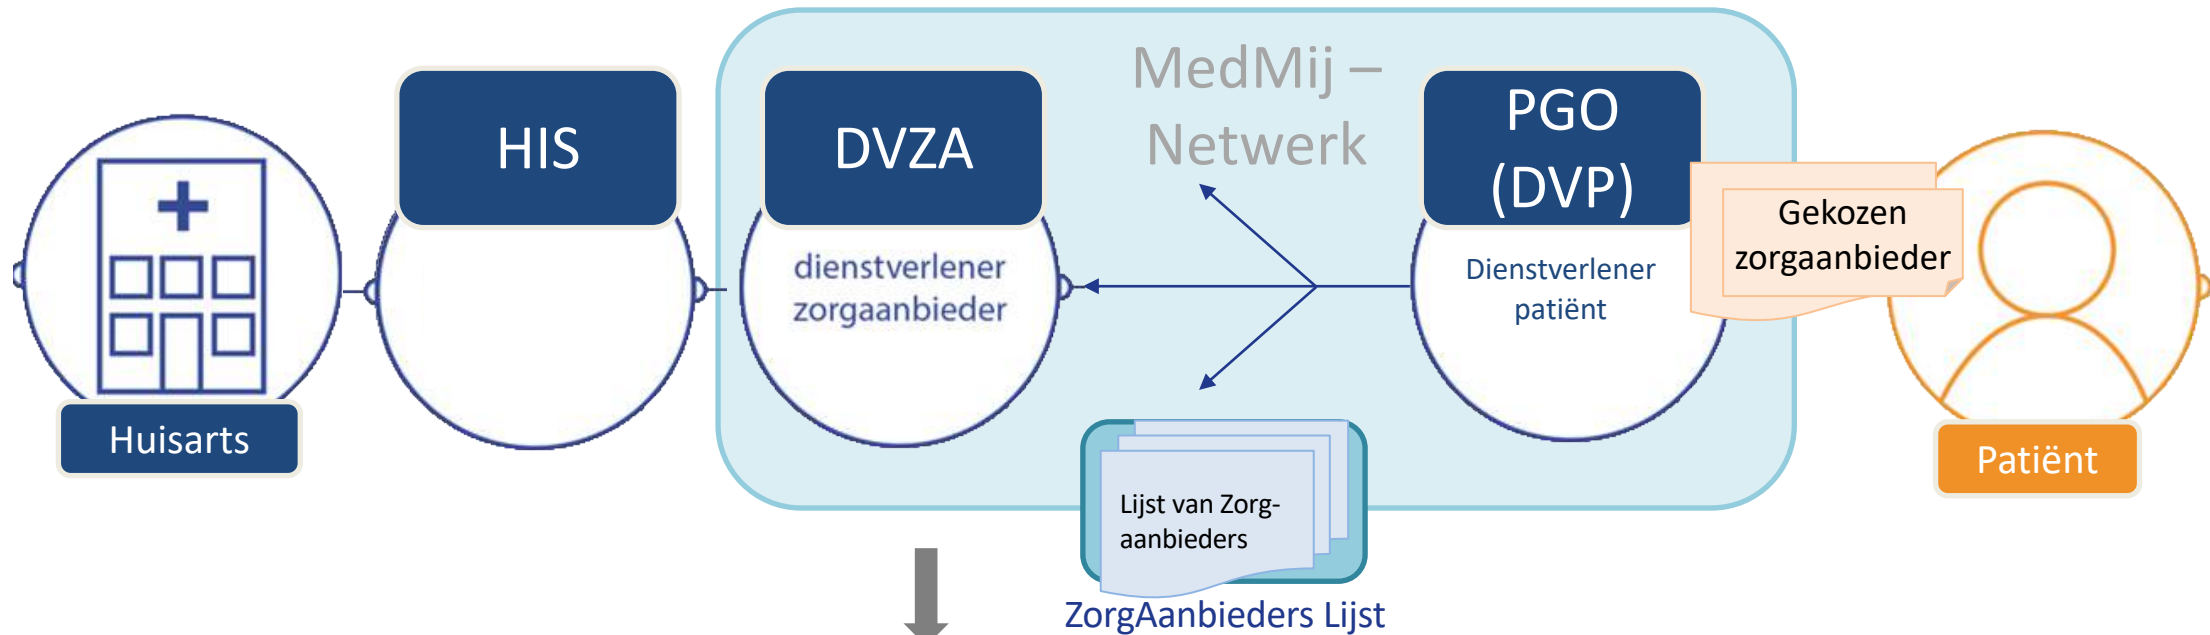 MedMij –
Netwerk
HIS
DVZA
PGO
(DVP)
dienstverlener
zorgaanbieder
Dienstverlener
patiënt
Gekozen
zorgaanbieder
Huisarts
Patiënt
Lijst van Zorg-
aanbieders
ZorgAanbieders Lijst